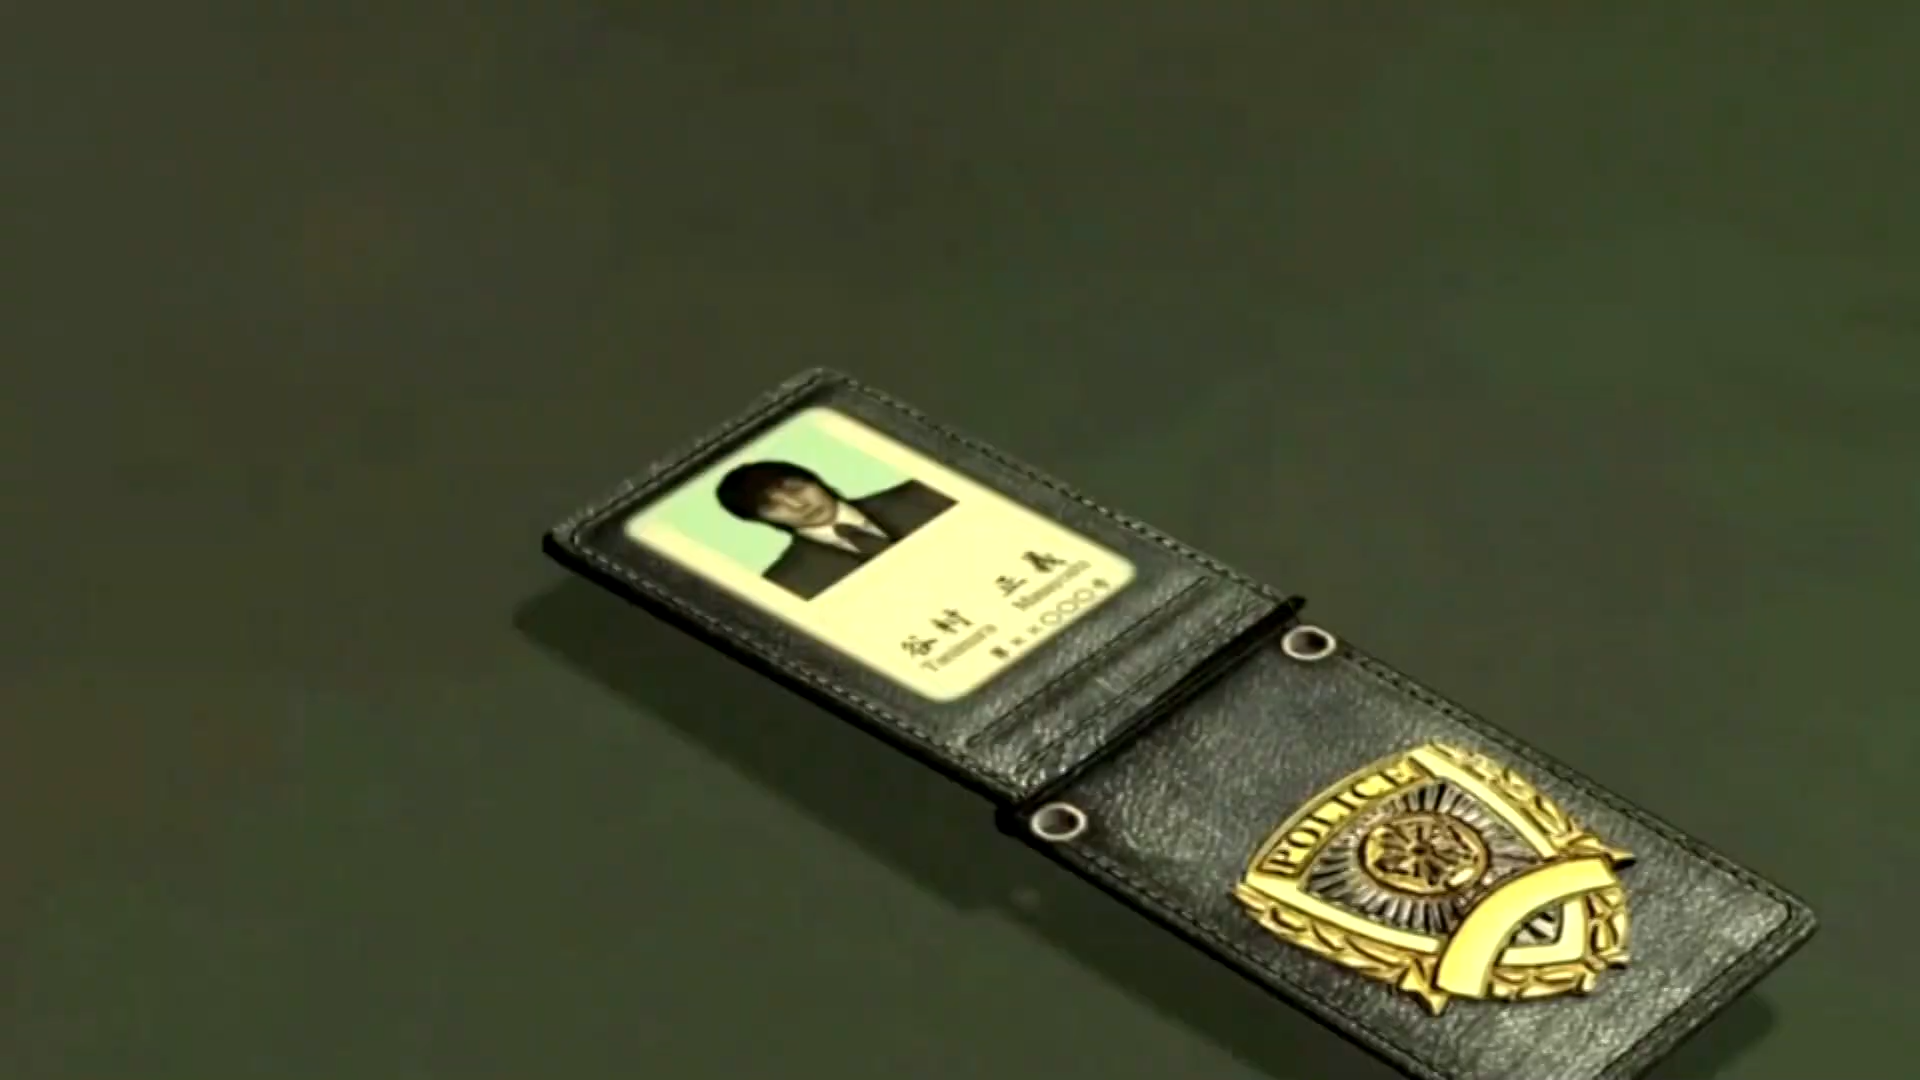 谷村 正義
Tanimura Masayoshi
POLICE